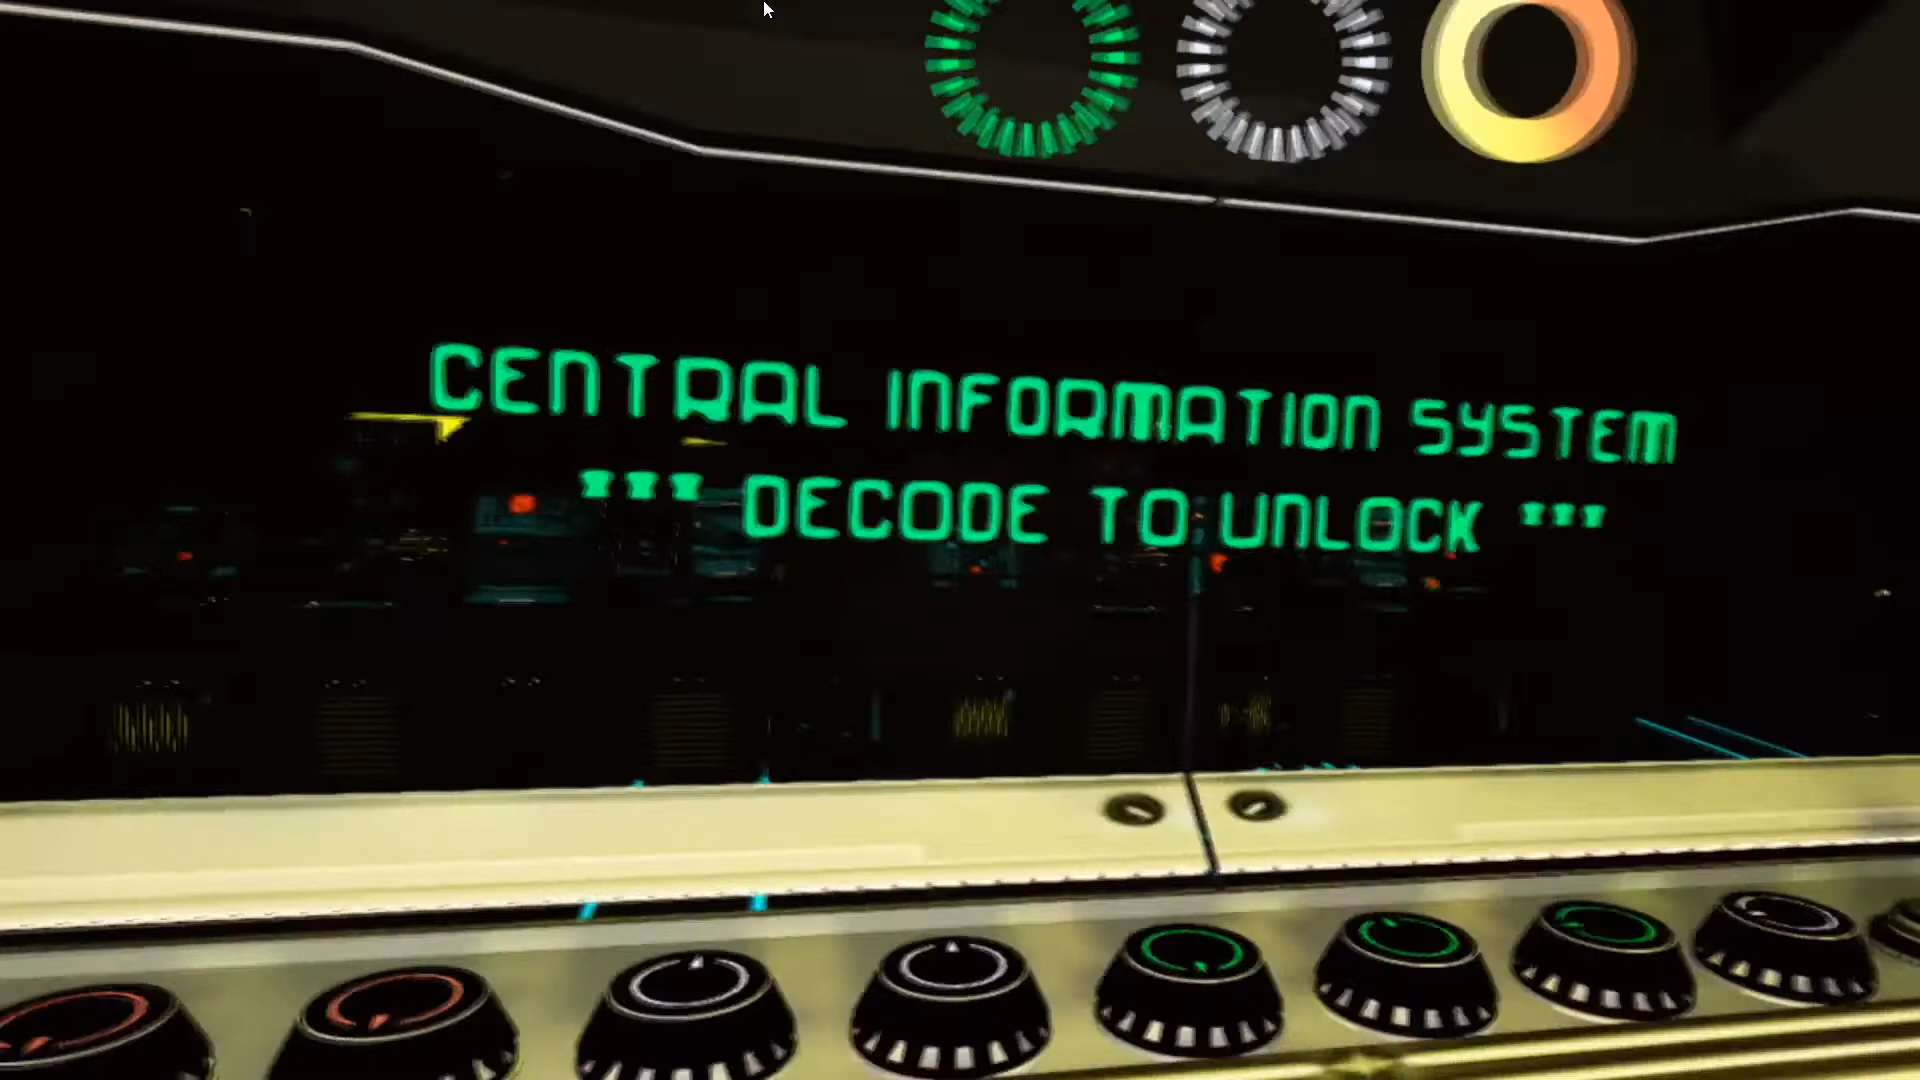 CENTRAL INFORMATION SYSTEM
*** DECODE TO UNLOCK ***